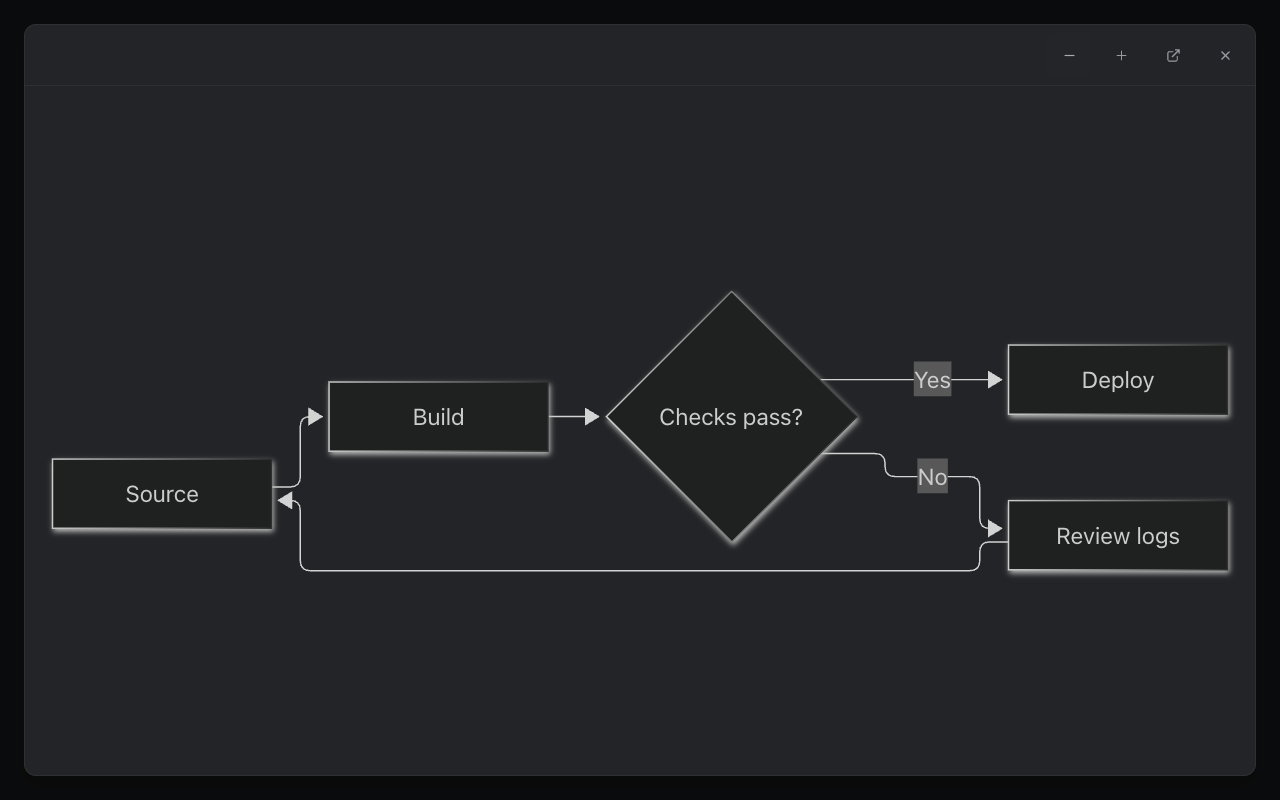 Source
Build
Checks pass?
Yes
Deploy
No
Review logs